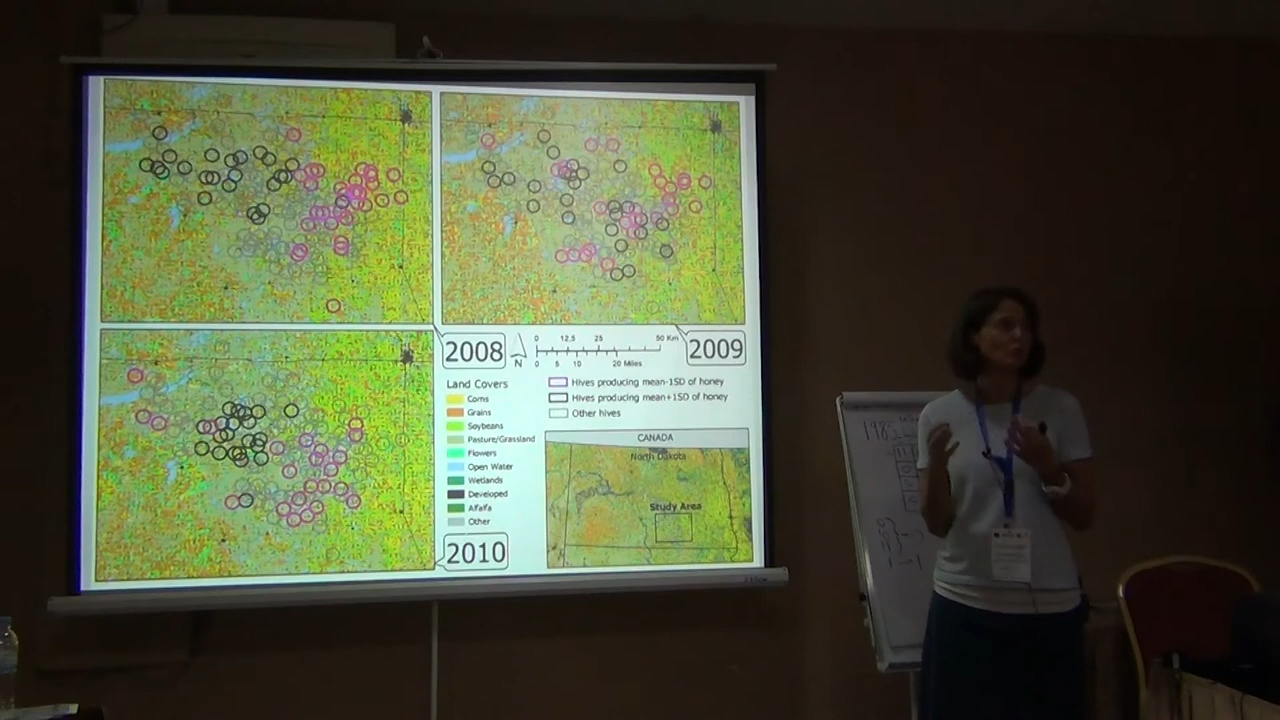 2008
N
0 12.5 25 50 Km
0 5 10 20 Miles
2009
Land Covers
Corns
Grains
Soybeans
Pasture/Grassland
Flowers
Open Water
Wetlands
Developed
Alfalfa
Other
Hives producing mean-1SD of honey
Hives producing mean+1SD of honey
Other hives
CANADA
North Dakota
Study Area
2010